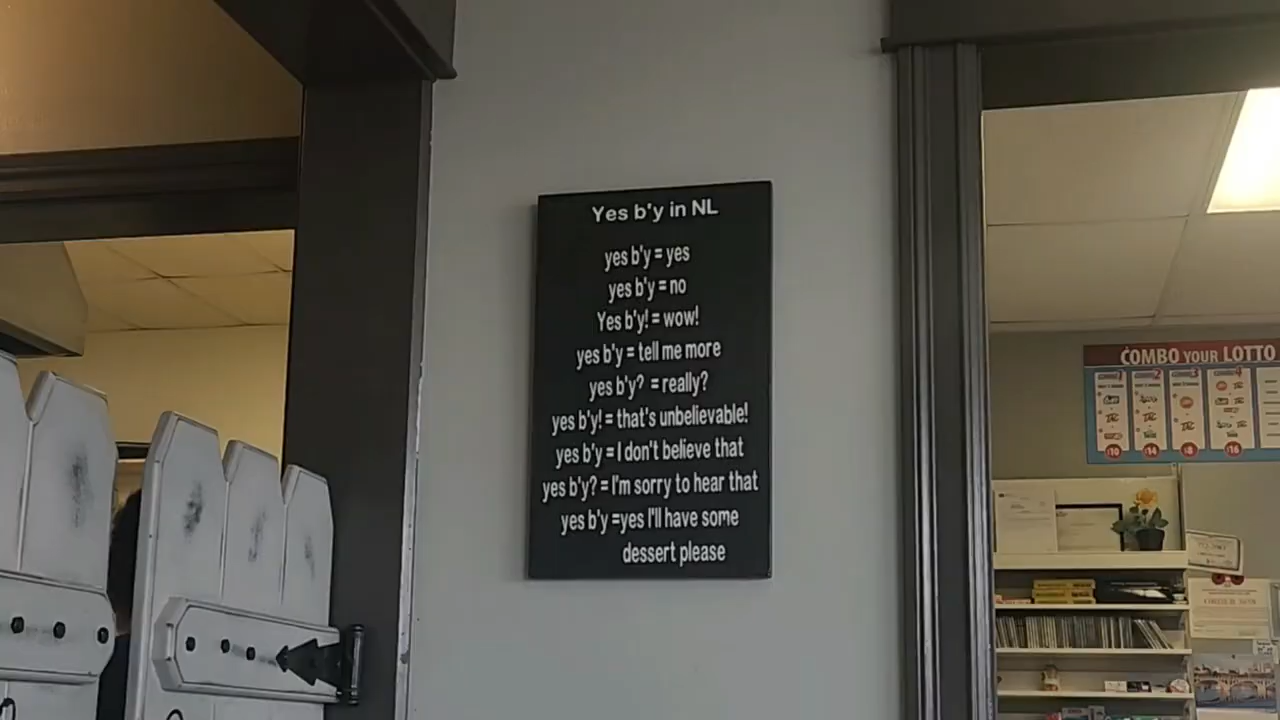 Yes b'y in NL
yes b'y = yes
yes b'y = no
Yes b'y! = wow!
yes b'y = tell me more
yes b'y? = really?
yes b'y! = that's unbelievable!
yes b'y = I don't believe that
yes b'y? = I'm sorry to hear that
yes b'y =yes I'll have some
dessert please
COMBO YOUR LOTTO